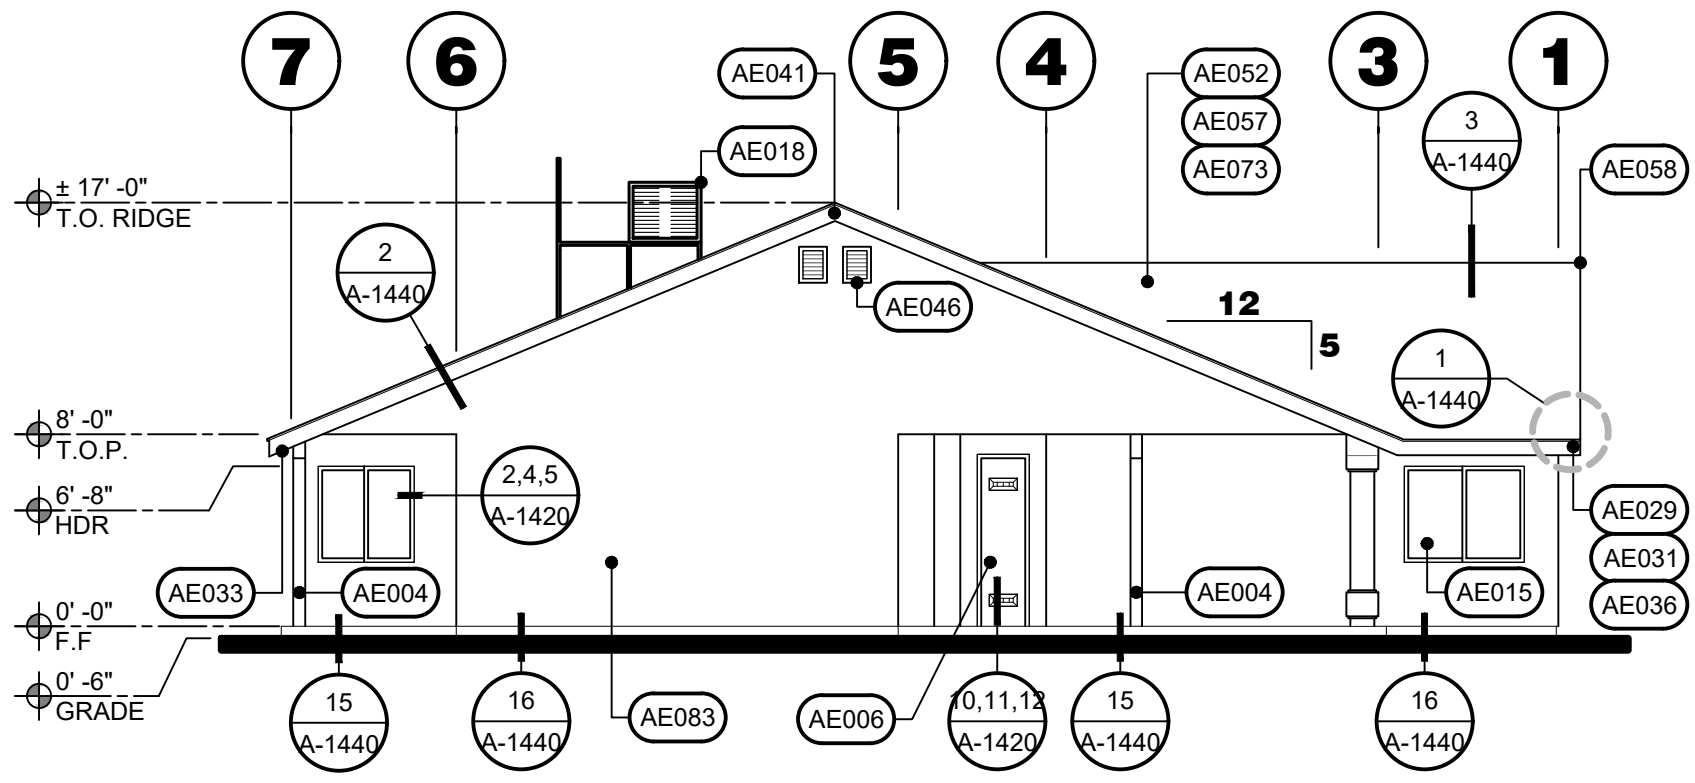 7
6
5
4
3
1
AE041
AE052
AE057
AE073
AE018
3
A-1440
AE058
± 17' -0"
T.O. RIDGE
2
A-1440
AE046
12
5
1
A-1440
8' -0"
T.O.P.
6' -8"
HDR
2,4,5
A-1420
AE029
AE031
AE036
AE033
AE004
AE004
AE015
0' -0"
F.F
0' -6"
GRADE
15
A-1440
16
A-1440
AE083
AE006
10,11,12
A-1420
15
A-1440
16
A-1440